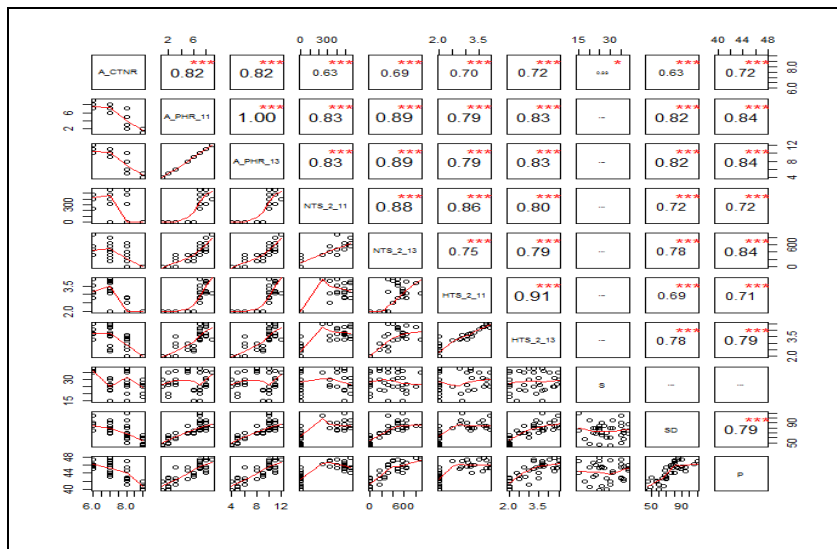 2 6 0 300 2.0 3.5 15 30 40 44 48
A_CTNR *** 0.82 *** 0.82 *** 0.63 *** 0.69 *** 0.70 *** 0.72 * *** 0.63 *** 0.72 6.0 8.0
2 4 6 A_PHR_11 *** 1.00 *** 0.83 *** 0.89 *** 0.79 *** 0.83 *** 0.82 *** 0.84
A_PHR_13 *** 0.83 *** 0.89 *** 0.79 *** 0.83 *** 0.82 *** 0.84 4 8 12
0 300 NTS_2_11 *** 0.88 *** 0.86 *** 0.80 *** 0.72 *** 0.72
NTS_2_13 *** 0.75 *** 0.79 *** 0.78 *** 0.84 0 600
2.0 3.5 HTS_2_11 *** 0.91 *** 0.69 *** 0.71
HTS_2_13 *** 0.78 *** 0.79 2.0 3.5
15 30 S
SD *** 0.79 50 90
40 44 48 P
6.0 8.0 4 8 12 0 600 2.0 3.5 50 90